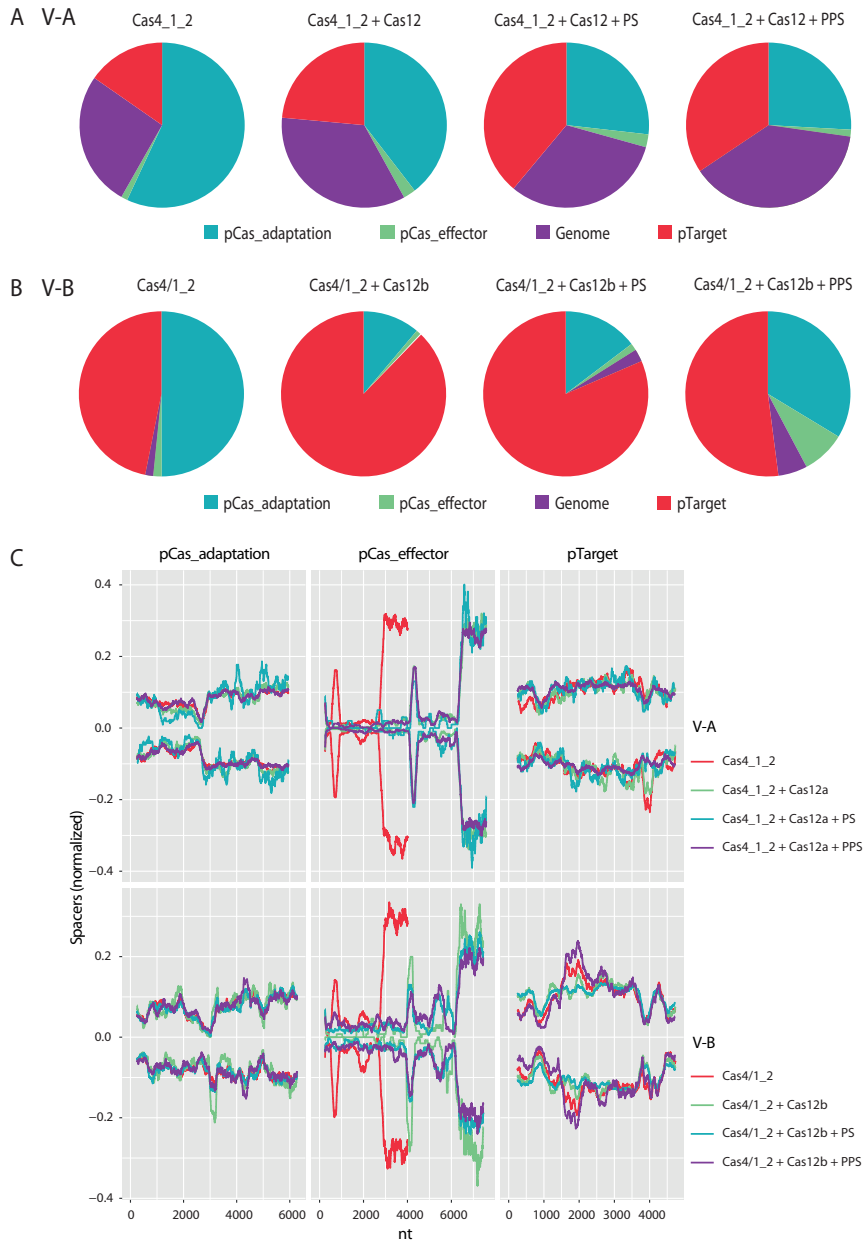 A V-A
Cas4_1_2
Cas4_1_2 + Cas12
Cas4_1_2 + Cas12 + PS
Cas4_1_2 + Cas12 + PPS
pCas_adaptation
pCas_effector
Genome
pTarget
B V-B
Cas4/1_2
Cas4/1_2 + Cas12b
Cas4/1_2 + Cas12b + PS
Cas4/1_2 + Cas12b + PPS
pCas_adaptation
pCas_effector
Genome
pTarget
C
pCas_adaptation
pCas_effector
pTarget
Spacers (normalized)
0.4
0.2
0.0
−0.2
−0.4
0.2
0.0
−0.2
−0.4
0 2000 4000 6000
0 2000 4000 6000
0 1000 2000 3000 4000
nt
V-A
Cas4_1_2
Cas4_1_2 + Cas12a
Cas4_1_2 + Cas12a + PS
Cas4_1_2 + Cas12a + PPS
V-B
Cas4/1_2
Cas4/1_2 + Cas12b
Cas4/1_2 + Cas12b + PS
Cas4/1_2 + Cas12b + PPS